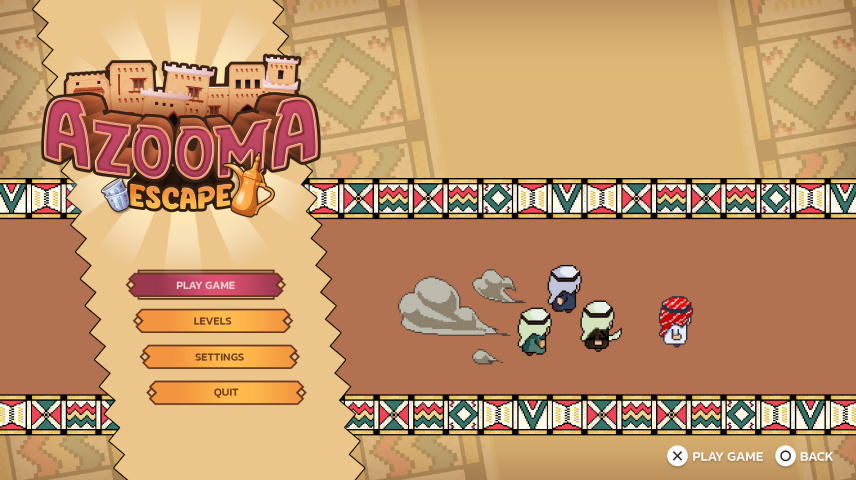 AZOOMA
ESCAPE
PLAY GAME
LEVELS
SETTINGS
QUIT
PLAY GAME BACK